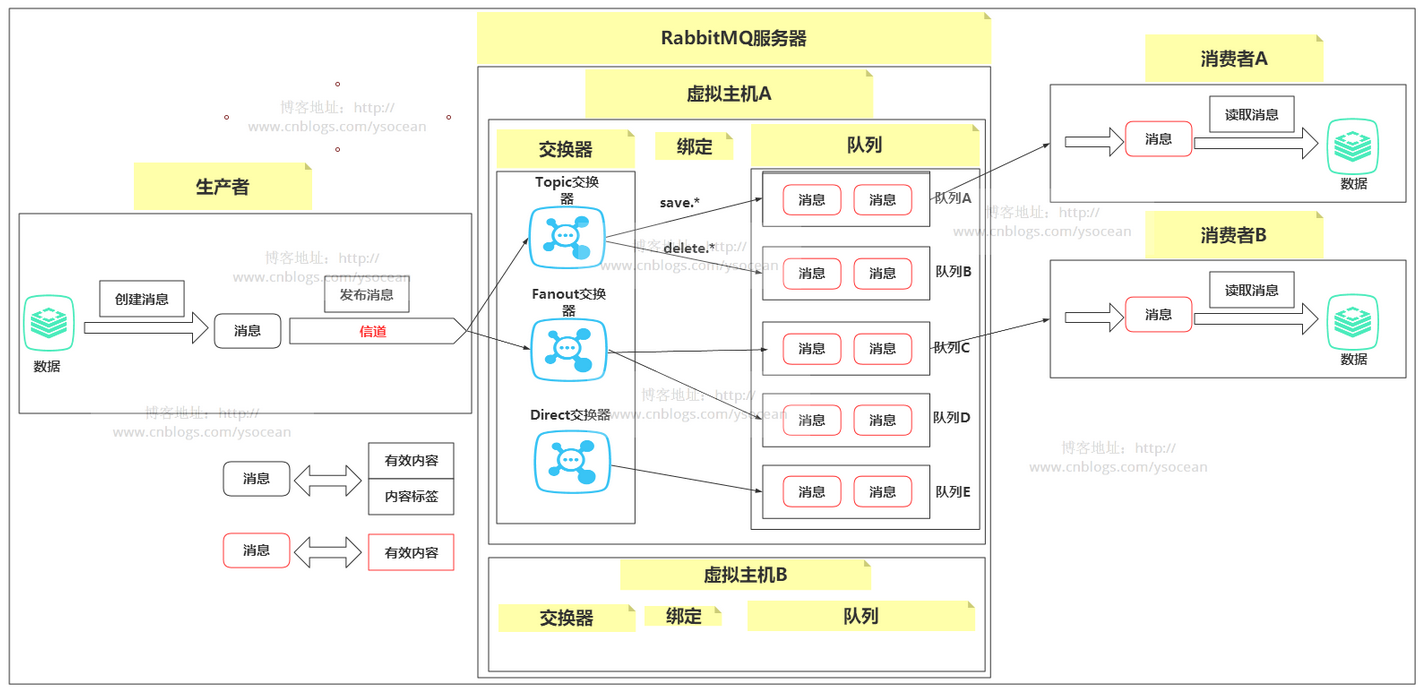 RabbitMQ服务器
虚拟主机A
交换器
绑定
队列
Topic交换
器
save.*
delete.*
Fanout交换
器
Direct交换器
消息
消息
队列A
消息
消息
队列B
消息
消息
队列C
消息
消息
队列D
消息
消息
队列E
虚拟主机B
交换器
绑定
队列
生产者
数据
创建消息
消息
发布消息
信道
消息
有效内容
内容标签
消息
有效内容
消费者A
消息
读取消息
数据
消费者B
消息
读取消息
数据
博客地址：http://
www.cnblogs.com/ysocean
博客地址：http://
www.cnblogs.com/ysocean
博客地址：http://
www.cnblogs.com/ysocean
博客地址：http://
www.cnblogs.com/ysocean
博客地址：http://
www.cnblogs.com/ysocean
博客地址：http://
www.cnblogs.com/ysocean
博客地址：http://
www.cnblogs.com/ysocean